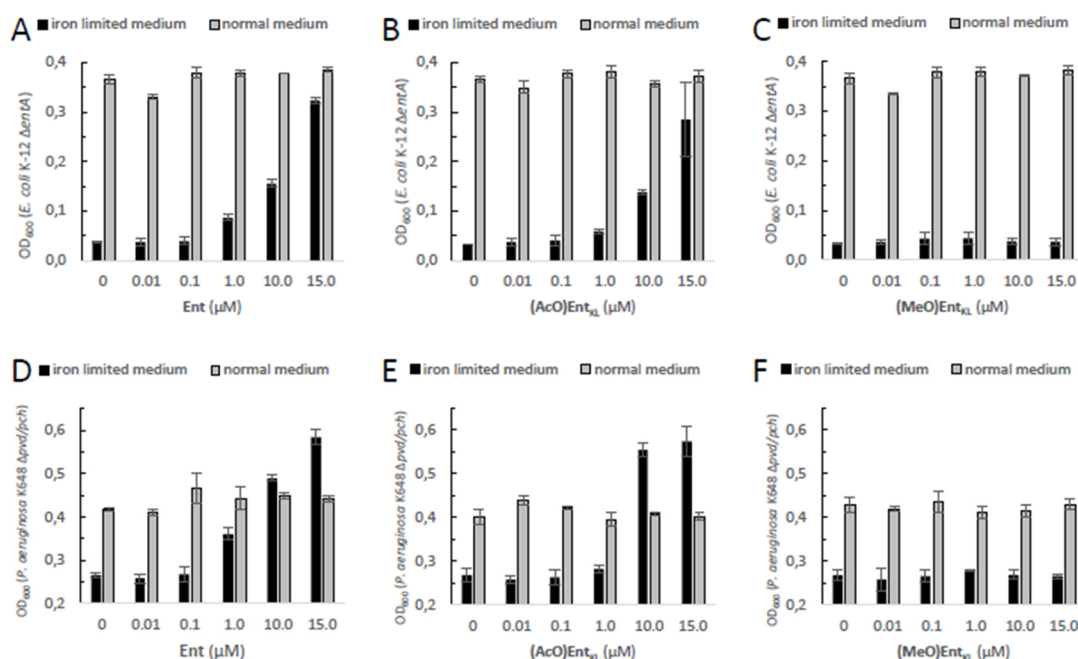 A
iron limited medium normal medium
OD600 (E. coli K-12 ΔentA)
0,4
0,3
0,2
0,1
0,0
0 0.01 0.1 1.0 10.0 15.0
Ent (μM)
B
iron limited medium normal medium
OD600 (E. coli K-12 ΔentA)
0,4
0,3
0,2
0,1
0,0
0 0.01 0.1 1.0 10.0 15.0
(AcO)EntKL (μM)
C
iron limited medium normal medium
OD600 (E. coli K-12 ΔentA)
0,4
0,3
0,2
0,1
0,0
0 0.01 0.1 1.0 10.0 15.0
(MeO)EntKL (μM)
D
iron limited medium normal medium
OD600 (P. aeruginosa K648 Δpvd/pch)
0,6
0,5
0,4
0,3
0,2
0 0.01 0.1 1.0 10.0 15.0
Ent (μM)
E
iron limited medium normal medium
OD600 (P. aeruginosa K648 Δpvd/pch)
0,6
0,5
0,4
0,3
0,2
0 0.01 0.1 1.0 10.0 15.0
(AcO)EntKL (μM)
F
iron limited medium normal medium
OD600 (P. aeruginosa K648 Δpvd/pch)
0,6
0,5
0,4
0,3
0,2
0 0.01 0.1 1.0 10.0 15.0
(MeO)EntKL (μM)